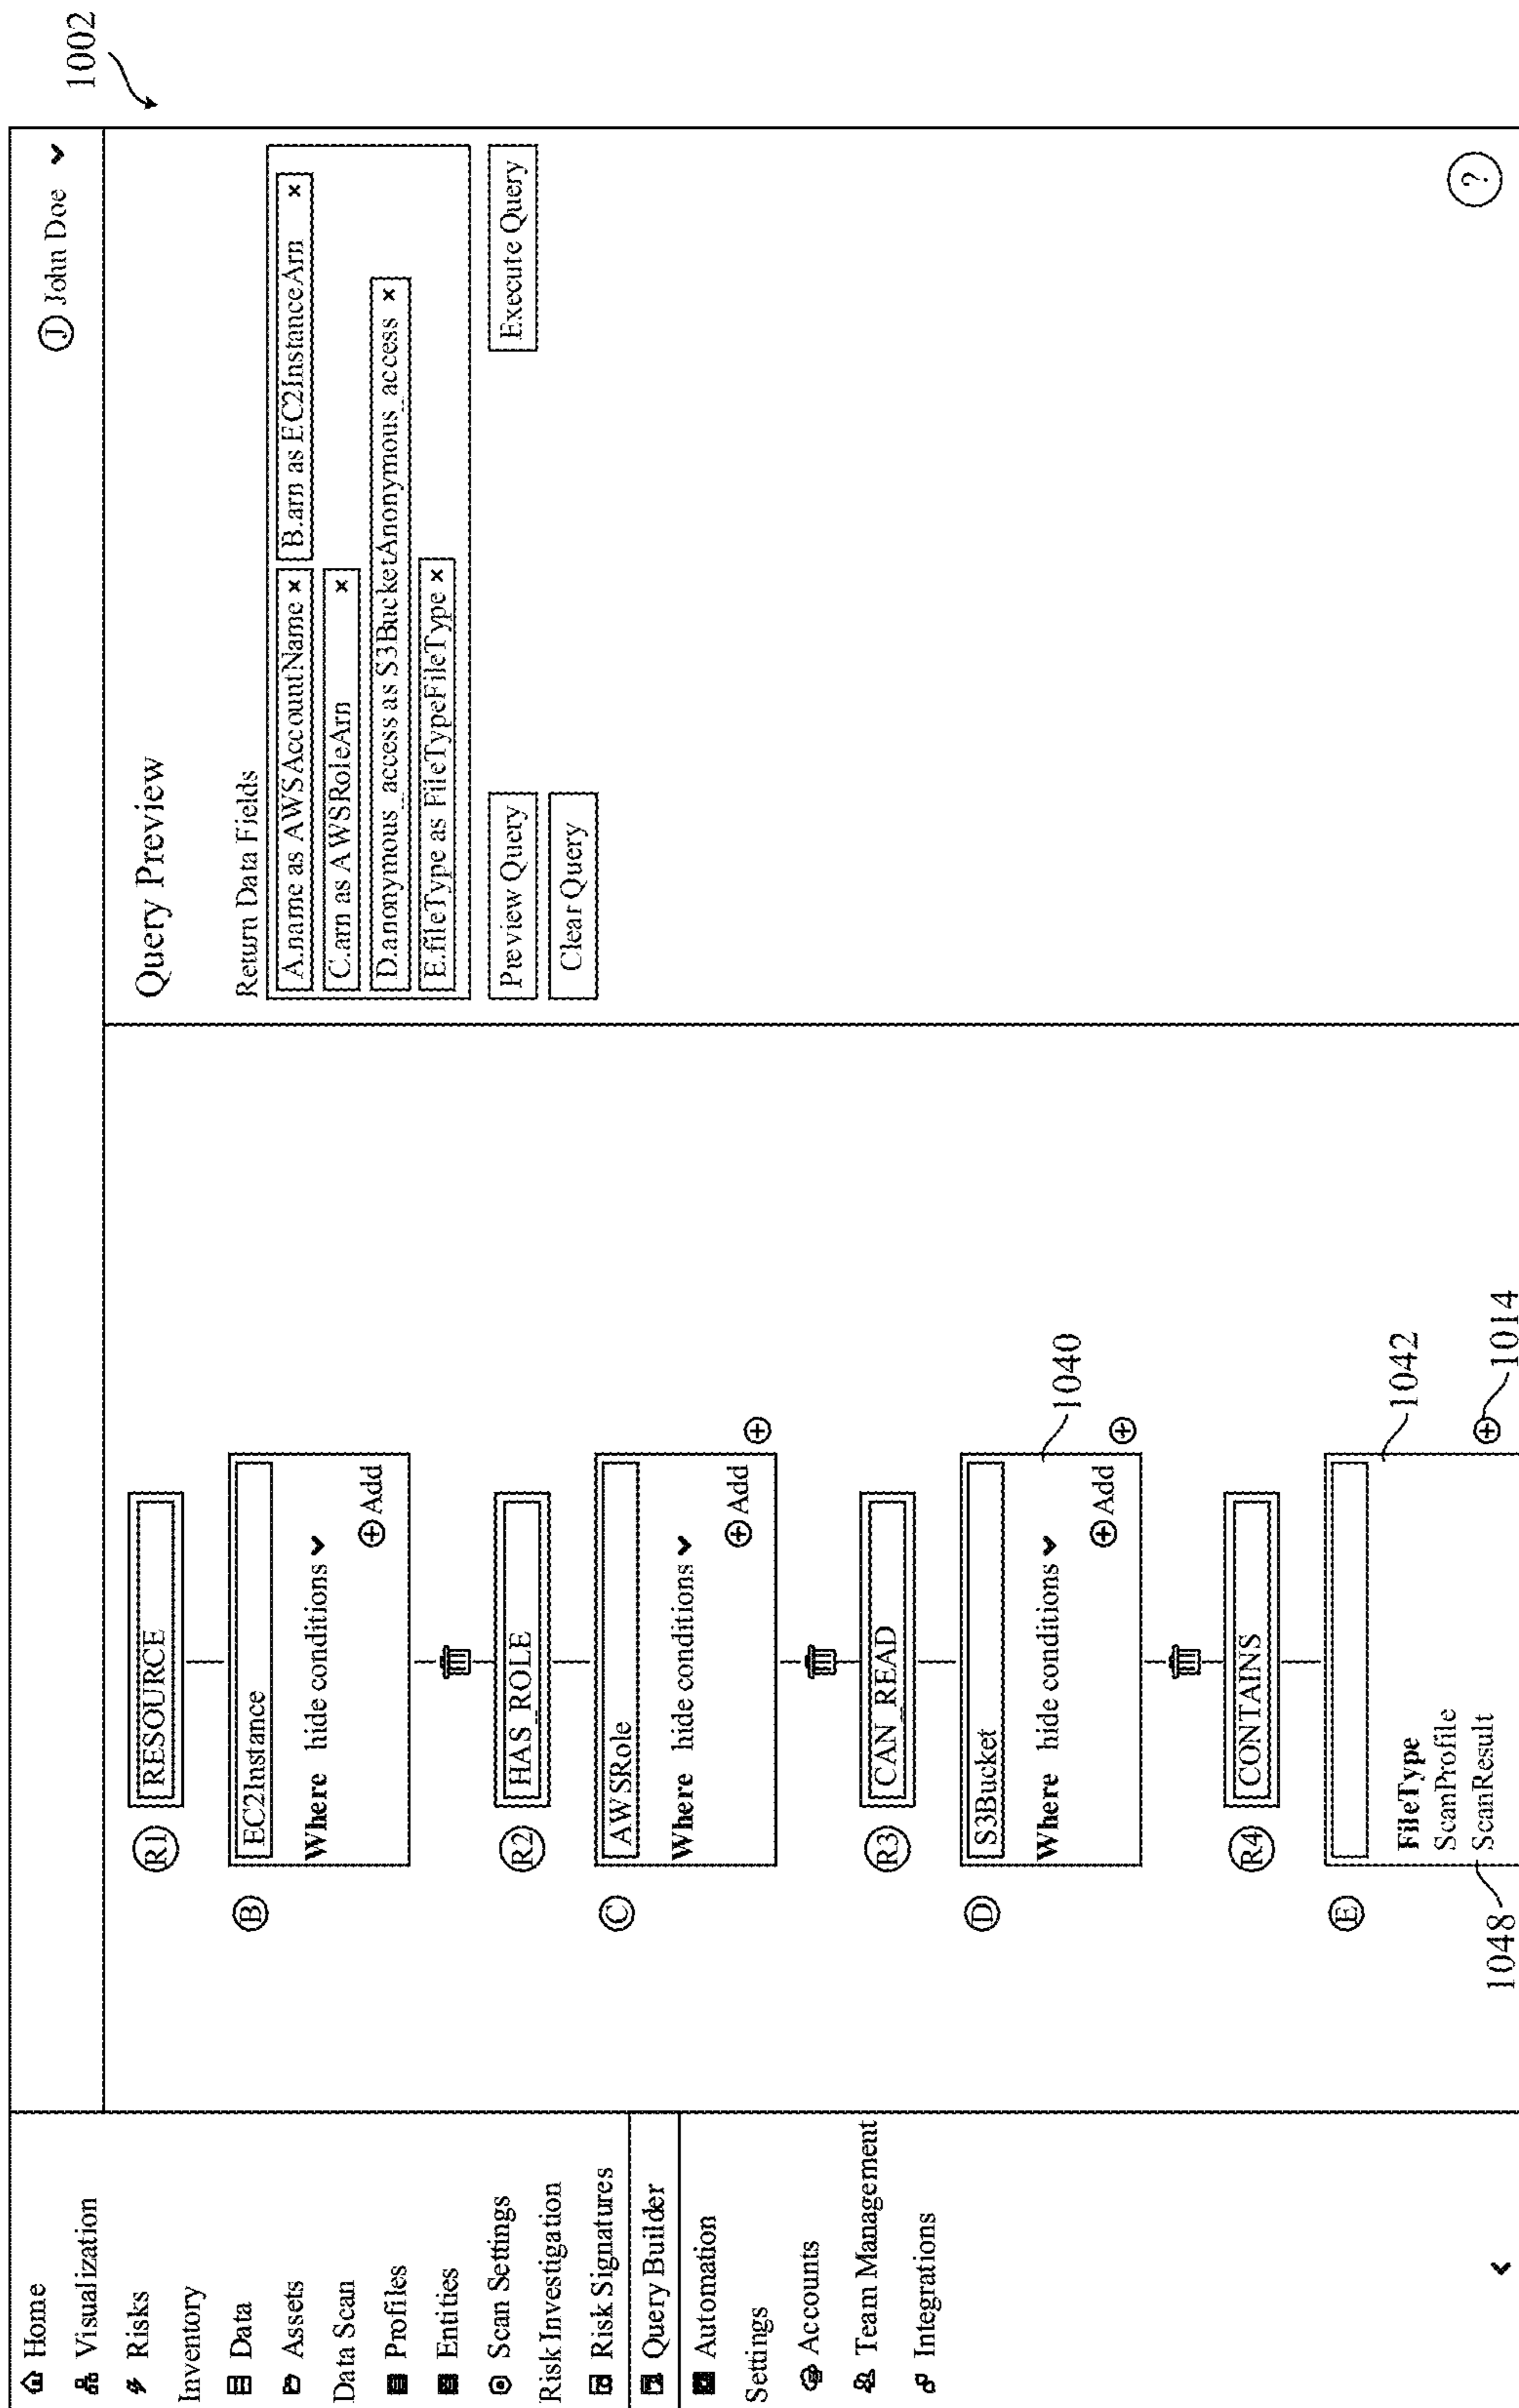 1002
J John Doe
Home
Visualization
Risks
Inventory
Data
Assets
Data Scan
Profiles
Entities
Scan Settings
Risk Investigation
Risk Signatures
Query Builder
Automation
Settings
Accounts
Team Management
Integrations
R1 RESOURCE
B EC2Instance
Where hide conditions
+ Add
R2 HAS_ROLE
C AWSRole
Where hide conditions
+ Add
+
R3 CAN_READ
D S3Bucket
Where hide conditions
1040
+ Add
+
R4 CONTAINS
E
1042
FileType
ScanProfile
ScanResult
+
1048
1014
Query Preview
Return Data Fields
A.name as AWSAccountName × B.arn as EC2InstanceArn ×
C.arn as AWSRoleArn ×
D.anonymous_access as S3BucketAnonymous_access ×
E.fileType as FileTypeFileType ×
Preview Query Execute Query
Clear Query
?